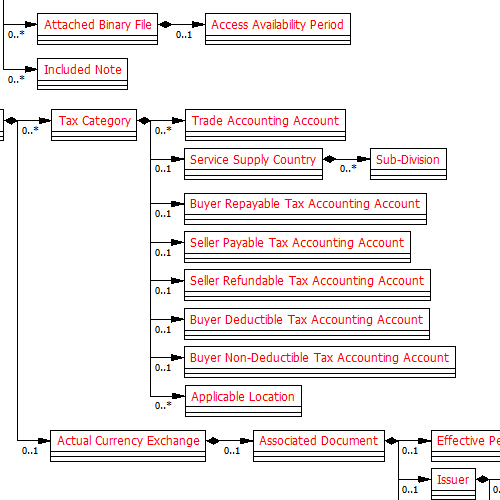 Attached Binary File
Access Availability Period
0..*
0..1
Included Note
0..*
Tax Category
Trade Accounting Account
0..*
0..*
Service Supply Country
Sub-Division
0..1
0..*
Buyer Repayable Tax Accounting Account
0..1
Seller Payable Tax Accounting Account
0..1
Seller Refundable Tax Accounting Account
0..1
Buyer Deductible Tax Accounting Account
0..1
Buyer Non-Deductible Tax Accounting Account
0..1
Applicable Location
0..*
Actual Currency Exchange
Associated Document
Effective Pe
0..1
0..1
0..1
Issuer
0..1
0..